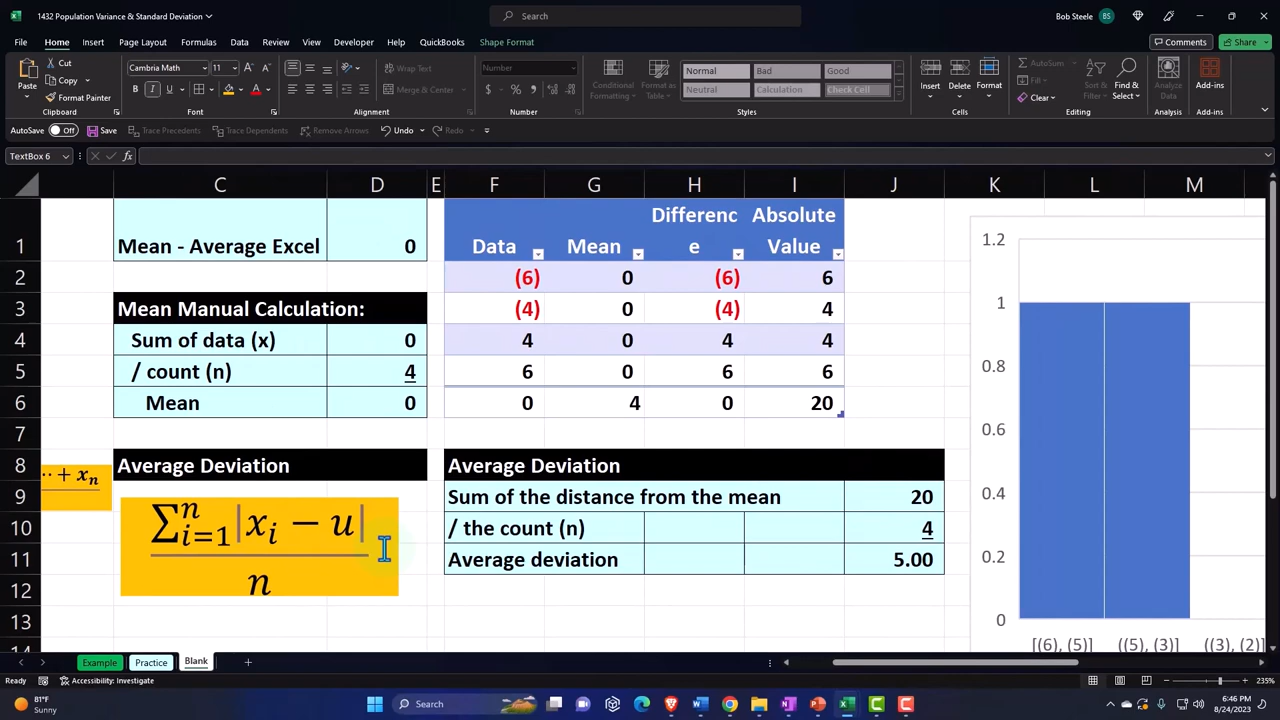 1432 Population Variance & Standard Deviation
Search
Bob Steele
BS
File Home Insert Page Layout Formulas Data Review View Developer Help QuickBooks Shape Format
Comments Share
Paste
Cut
Copy
Format Painter
Cambria Math 11
Wrap Text
Merge & Center
Number
Conditional Formatting
Format as Table
Normal Bad Good
Neutral Calculation Check Cell
Insert Delete Format
AutoSum
Fill
Clear
Sort & Filter
Find & Select
Analyze Data
Add-ins
Clipboard Font Alignment Number Styles Cells Editing Analysis Add-ins
AutoSave Off Save Trace Precedents Trace Dependents Remove Arrows Undo Redo
TextBox 6
fx
C D E F G H I J K L M
1 Mean - Average Excel 0 Data Mean Differenc e Absolute Value
2 (6) 0 (6) 6
3 Mean Manual Calculation: (4) 0 (4) 4
4 Sum of data (x) 0 4 0 4 4
5 / count (n) 4 6 0 6 6
6 Mean 0 0 4 0 20
7
8 Average Deviation Average Deviation
9 Sum of the distance from the mean 20
10 / the count (n) 4
11 Average deviation 5.00
12
13
14
·· + xₙ
∑ⁿᵢ₌₁|xᵢ − u|
n
1.2
1
0.8
0.6
0.4
0.2
0
[(6), (5)] ((5), (3)] ((3), (2)]
Example Practice Blank
Ready Accessibility: Investigate 235%
81°F
Sunny
Search
6:46 PM
8/24/2023